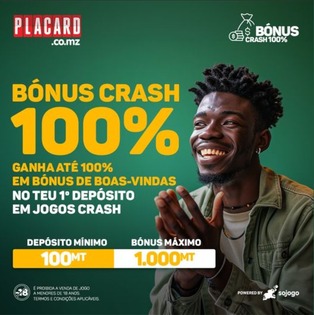 PLACARD
.co.mz
BÓNUS
CRASH 100%
BÓNUS CRASH
100%
GANHA ATÉ 100%
EM BÓNUS DE BOAS-VINDAS
NO TEU 1º DEPÓSITO
EM JOGOS CRASH
DEPÓSITO MÍNIMO
100MT
BÓNUS MÁXIMO
1.000MT
-18
É PROIBIDA A VENDA DE JOGO
A MENORES DE 18 ANOS.
TERMOS E CONDIÇÕES APLICÁVEIS.
POWERED BY sojogo